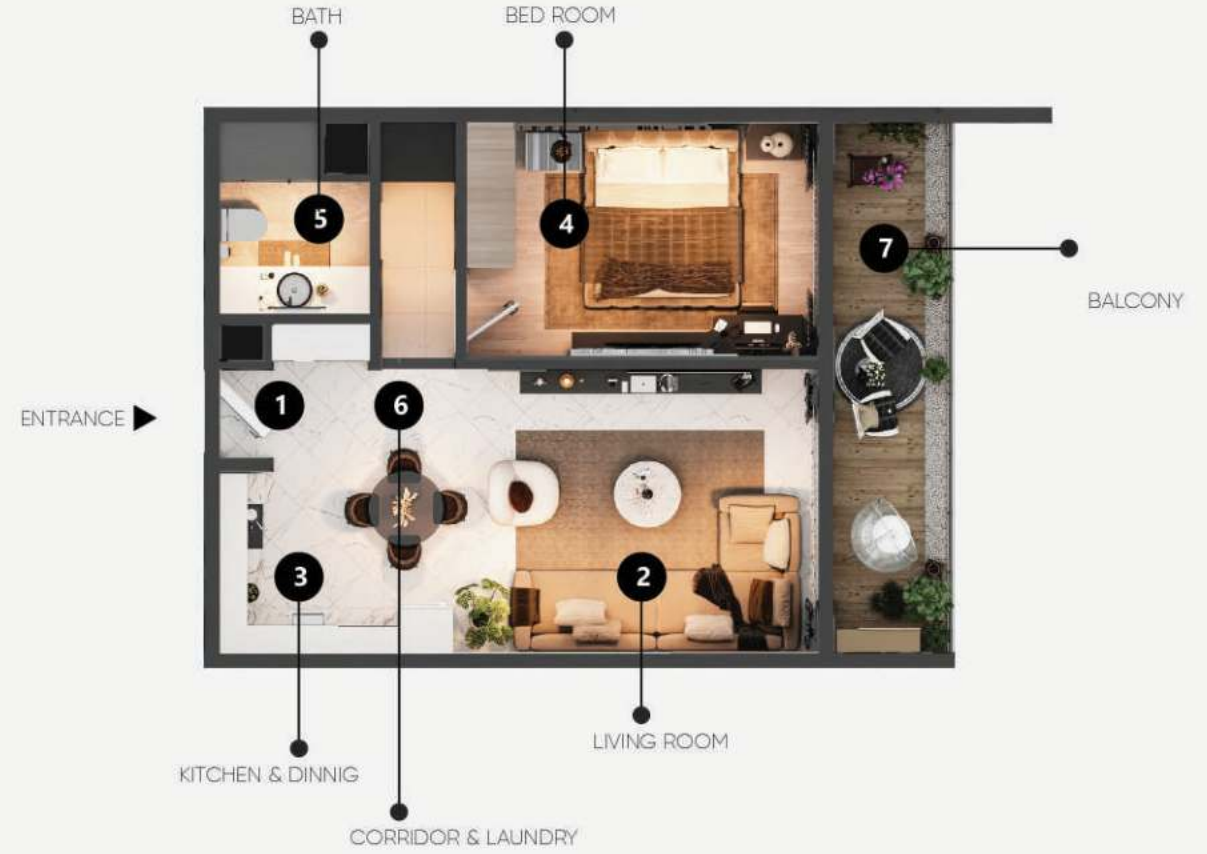 BATH
BED ROOM
5
4
7
BALCONY
ENTRANCE
1
6
3
2
LIVING ROOM
KITCHEN & DINNIG
CORRIDOR & LAUNDRY